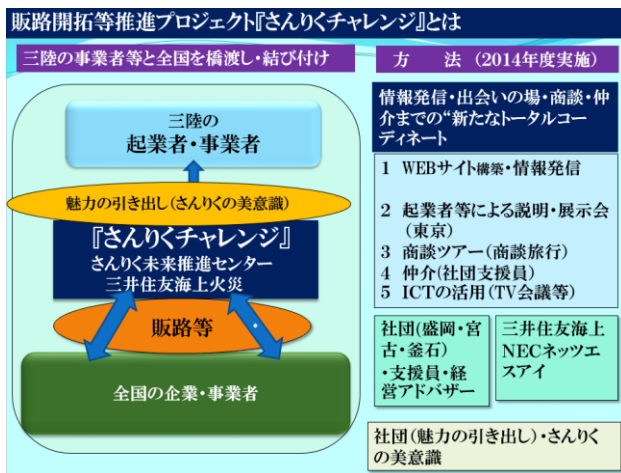 販路開拓等推進プロジェクト『さんりくチャレンジ』とは
三陸の事業者等と全国を橋渡し・結び付け
三陸の
起業者・事業者
魅力の引き出し(さんりくの美意識)
『さんりくチャレンジ』
さんりく未来推進センター
三井住友海上火災
販路等
・
全国の企業・事業者
方　法 (2014年度実施)
情報発信・出会いの場・商談・仲
介までの“新たなトータルコー
ディネート
1 WEBサイト構築・情報発信
2 起業者等による説明・展示会
(東京)
3 商談ツアー(商談旅行)
4 仲介(社団支援員)
5 ICTの活用(TV会議等)
社団(盛岡・宮
古・釜石)
・支援員・経
営アドバザー
三井住友海上
NECネッツエ
スアイ
社団(魅力の引き出し)・さんりく
の美意識